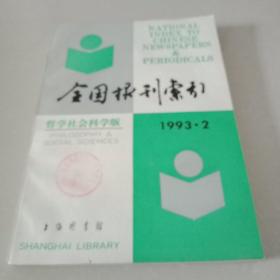 NATIONAL
INDEX TO
CHINESE
NEWSPAPERS
&
PERIODICALS
全国报刊索引
哲学社会科学版
PHILOSOPHY &
SOCIAL SCIENCES
1993·2
上海图书馆
SHANGHAI LIBRARY